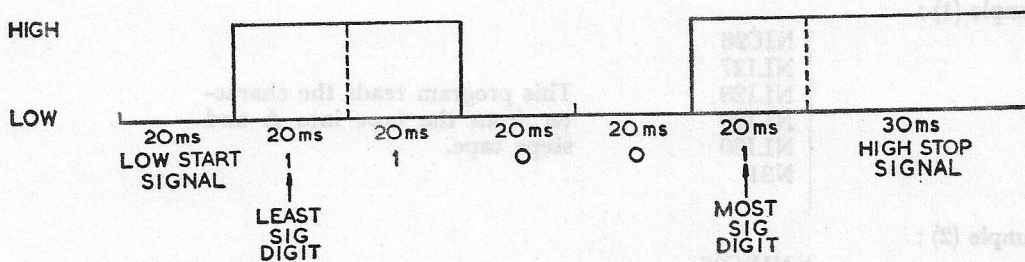 HIGH
LOW
20ms 20ms 20ms 20ms 20ms 20ms 30ms
LOW START SIGNAL
1 1 0 0 1
HIGH STOP SIGNAL
LEAST SIG DIGIT
MOST SIG DIGIT
This program reads the charac-
tape.